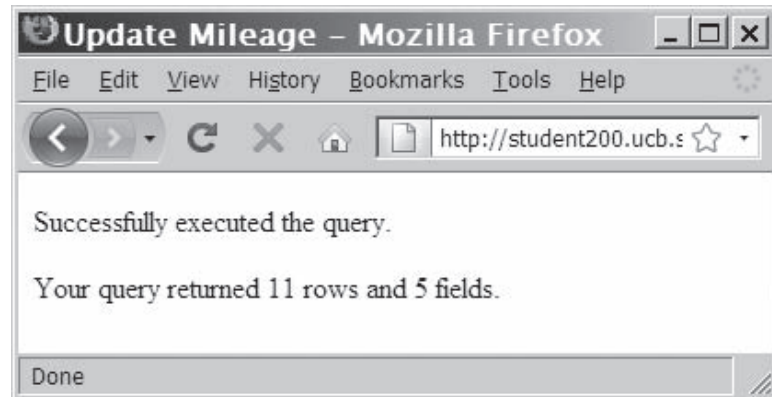 Update Mileage - Mozilla Firefox
File Edit View History Bookmarks Tools Help
http://student200.ucb.s
Successfully executed the query.
Your query returned 11 rows and 5 fields.
Done